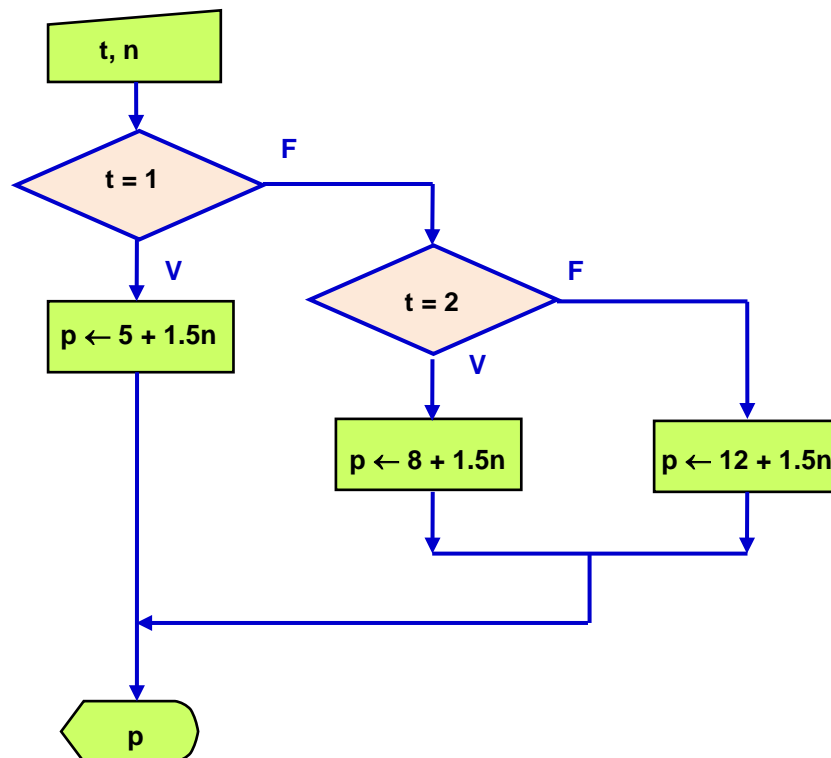 t, n
F
t = 1
V
F
t = 2
p ← 5 + 1.5n
V
p ← 8 + 1.5n
p ← 12 + 1.5n
p